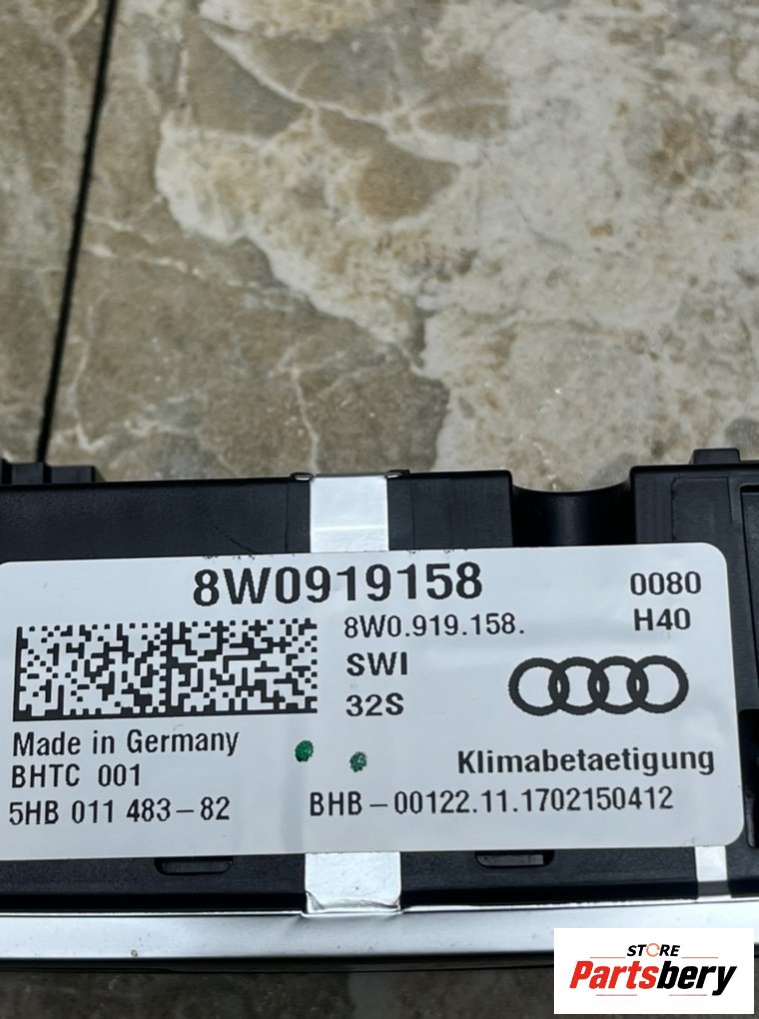 8W0919158
0080
8W0.919.158.
H40
SWI
32S
Made in Germany
BHTC 001
Klimabetaetigung
5HB 011 483-82
BHB-00122.11.1702150412
STORE
Partsbery